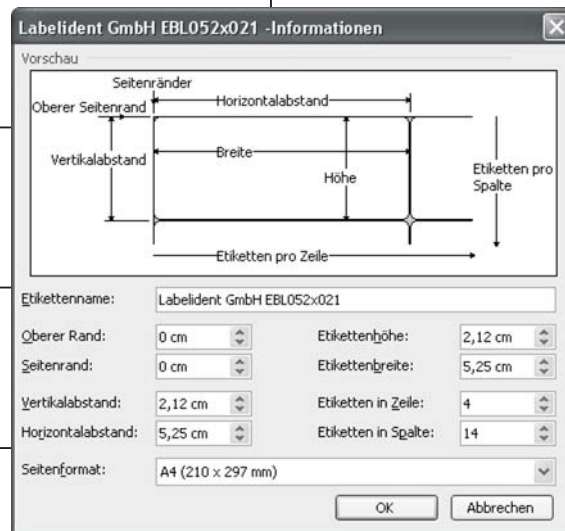 Labelident GmbH EBL052x021 -Informationen
Vorschau
Seitenränder
Oberer Seitenrand
Horizontalabstand
Vertikalabstand
Breite
Höhe
Etiketten pro
Spalte
Etiketten pro Zeile
Etikettenname: Labelident GmbH EBL052x021
Oberer Rand: 0 cm Etikettenhöhe: 2,12 cm
Seitenrand: 0 cm Etikettenbreite: 5,25 cm
Vertikalabstand: 2,12 cm Etiketten in Zeile: 4
Horizontalabstand: 5,25 cm Etiketten in Spalte: 14
Seitenformat: A4 (210 x 297 mm)
OK Abbrechen